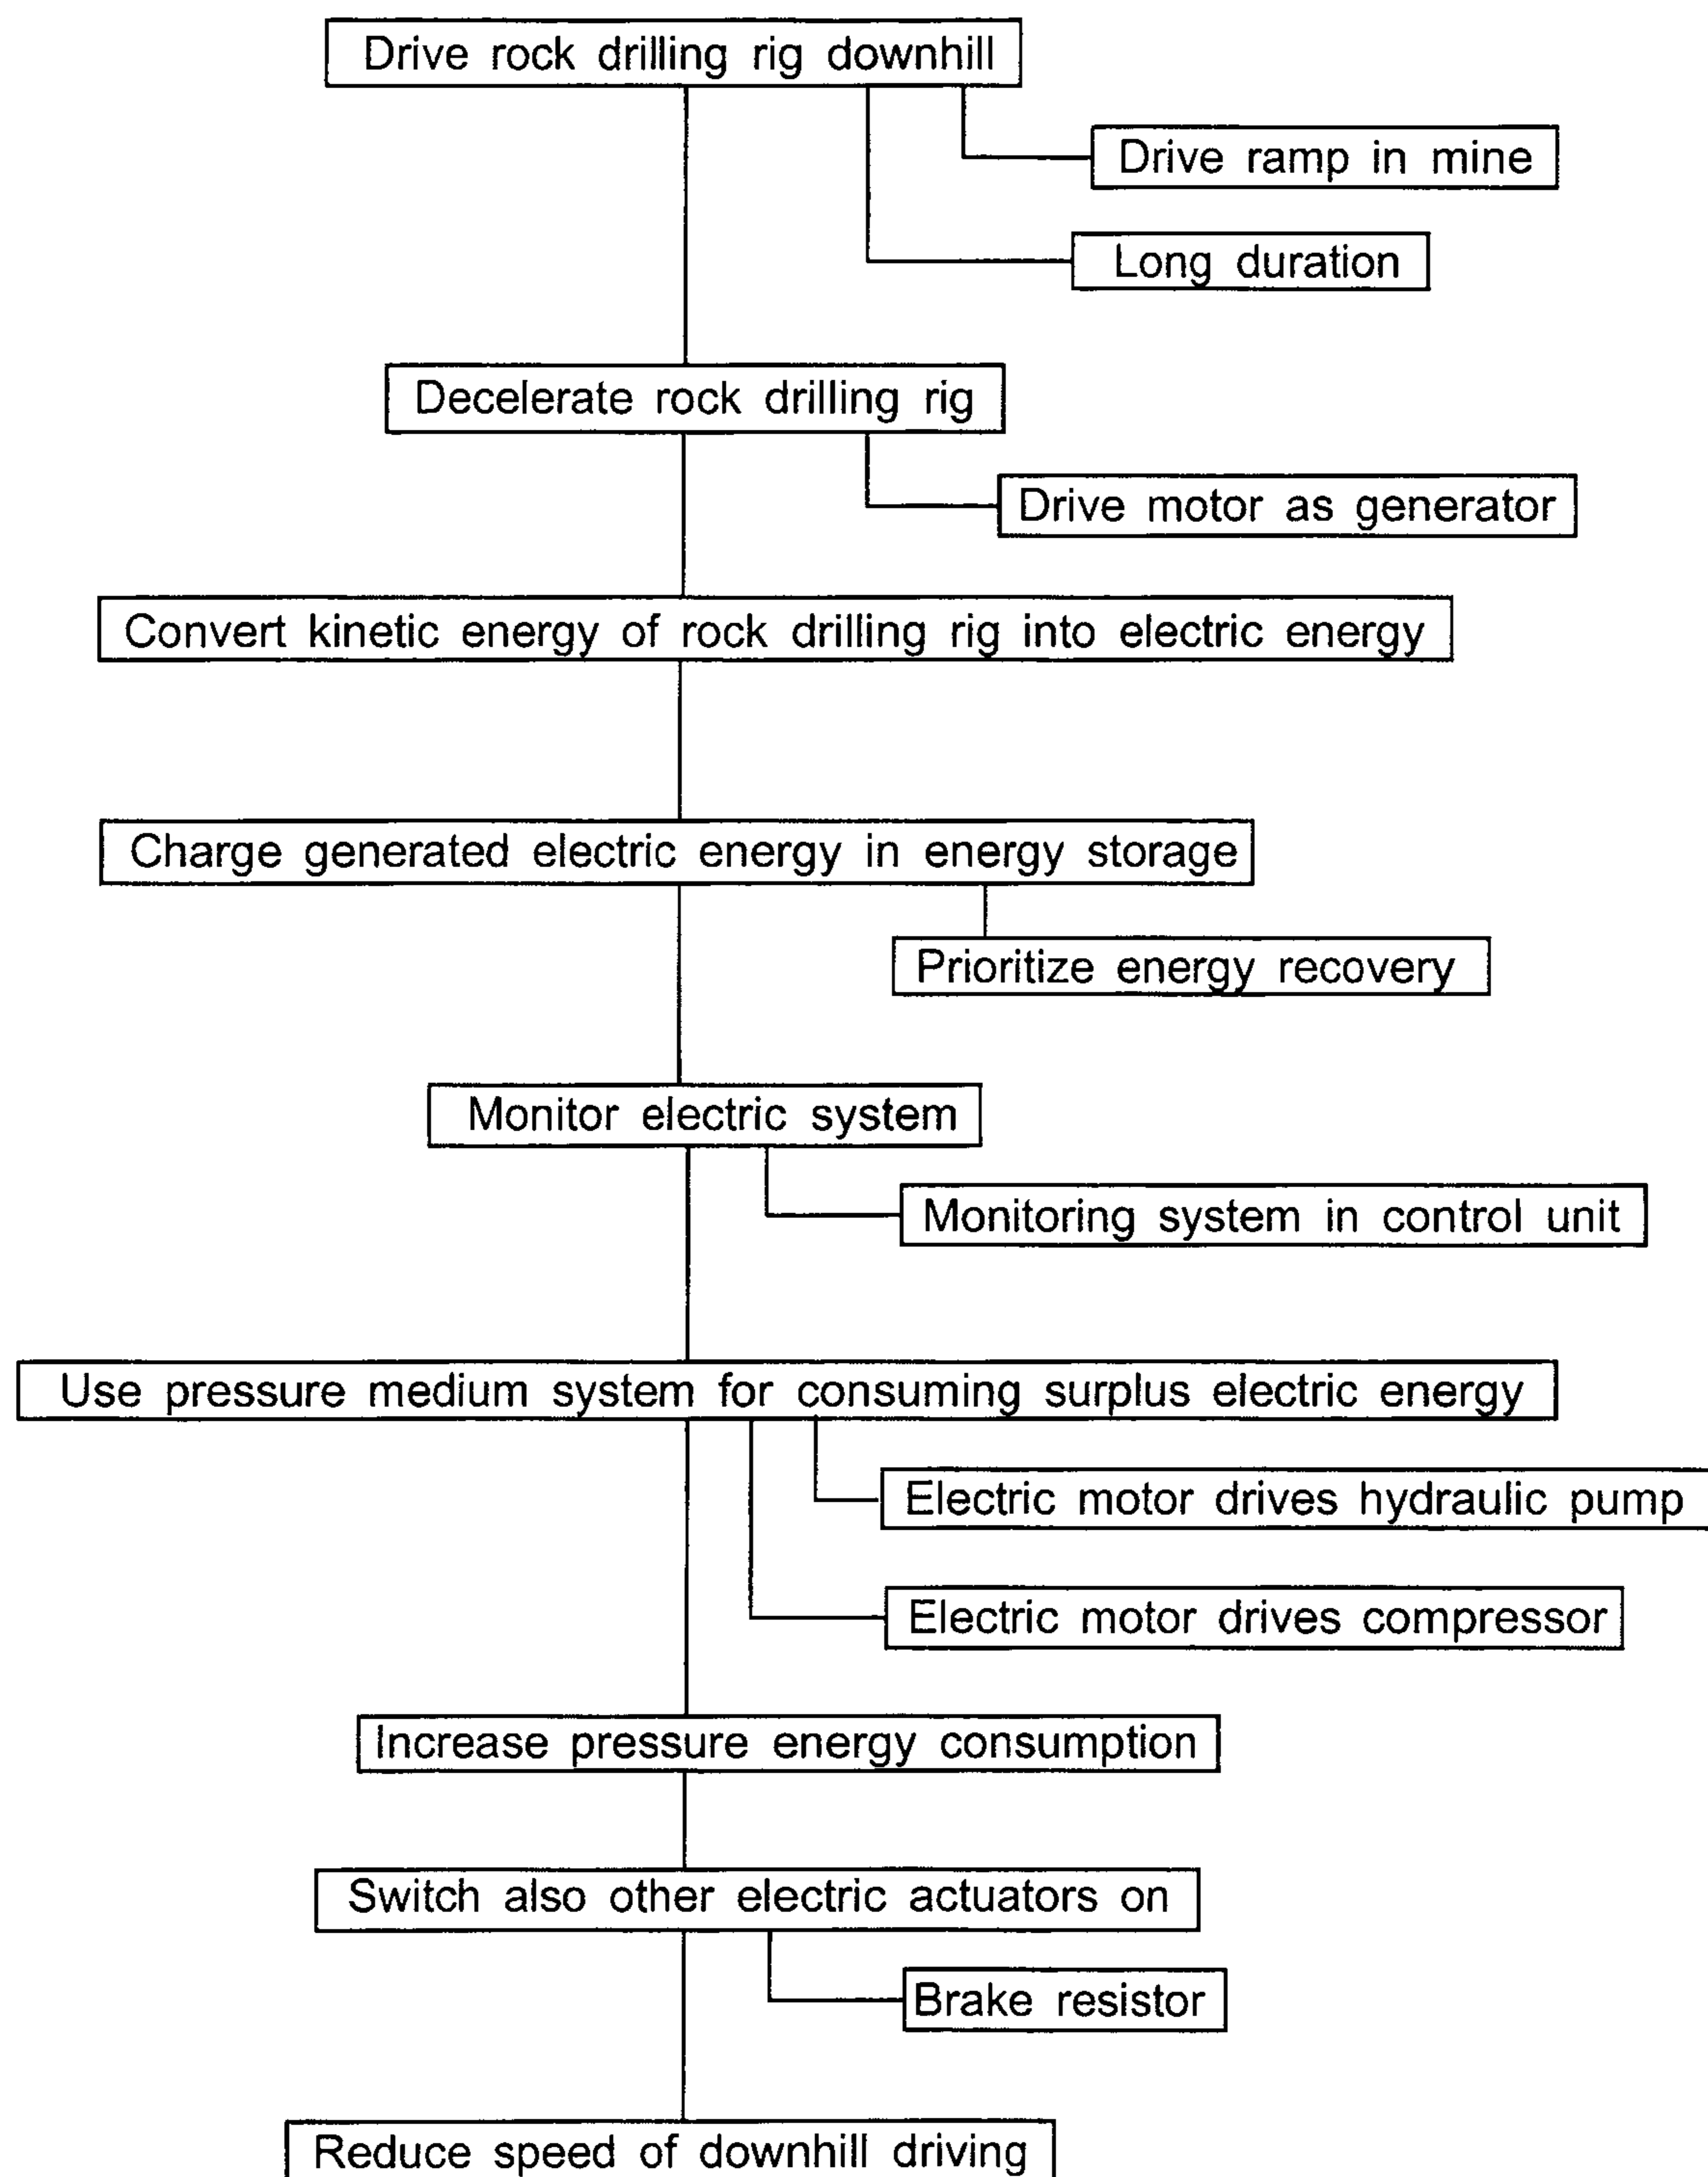 Drive rock drilling rig downhill
Drive ramp in mine
Long duration
Decelerate rock drilling rig
Drive motor as generator
Convert kinetic energy of rock drilling rig into electric energy
Charge generated electric energy in energy storage
Prioritize energy recovery
Monitor electric system
Monitoring system in control unit
Use pressure medium system for consuming surplus electric energy
Electric motor drives hydraulic pump
Electric motor drives compressor
Increase pressure energy consumption
Switch also other electric actuators on
Brake resistor
Reduce speed of downhill driving